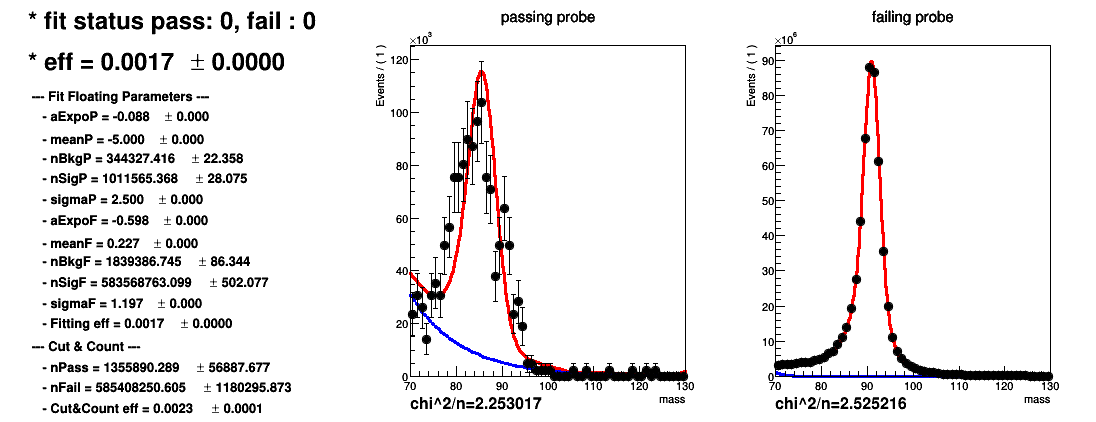 * fit status pass: 0, fail : 0
* eff = 0.0017 ± 0.0000
--- Fit Floating Parameters ---
- aExpoP = -0.088 ± 0.000
- meanP = -5.000 ± 0.000
- nBkgP = 344327.416 ± 22.358
- nSigP = 1011565.368 ± 28.075
- sigmaP = 2.500 ± 0.000
- aExpoF = -0.598 ± 0.000
- meanF = 0.227 ± 0.000
- nBkgF = 1839386.745 ± 86.344
- nSigF = 583568763.099 ± 502.077
- sigmaF = 1.197 ± 0.000
- Fitting eff = 0.0017 ± 0.0000
--- Cut & Count ---
- nPass = 1355890.289 ± 56887.677
- nFail = 585408250.605 ± 1180295.873
- Cut&Count eff = 0.0023 ± 0.0001
passing probe
×10³
Events / ( 1 )
120
100
80
60
40
20
0
70 80 90 100 110 120 130
mass
chi^2/n=2.253017
failing probe
×10⁶
Events / ( 1 )
90
80
70
60
50
40
30
20
10
0
70 80 90 100 110 120 130
mass
chi^2/n=2.525216